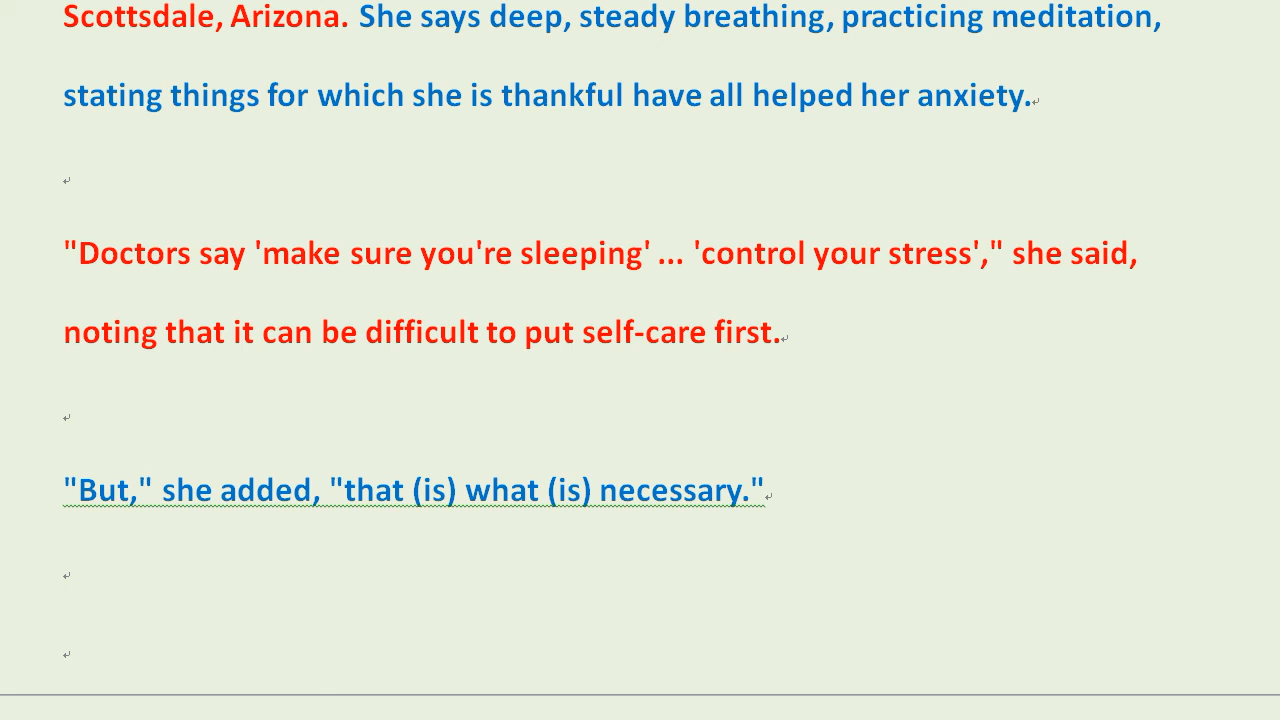 Scottsdale, Arizona. She says deep, steady breathing, practicing meditation,
stating things for which she is thankful have all helped her anxiety.
"Doctors say 'make sure you're sleeping' ... 'control your stress'," she said,
noting that it can be difficult to put self-care first.
"But," she added, "that (is) what (is) necessary."